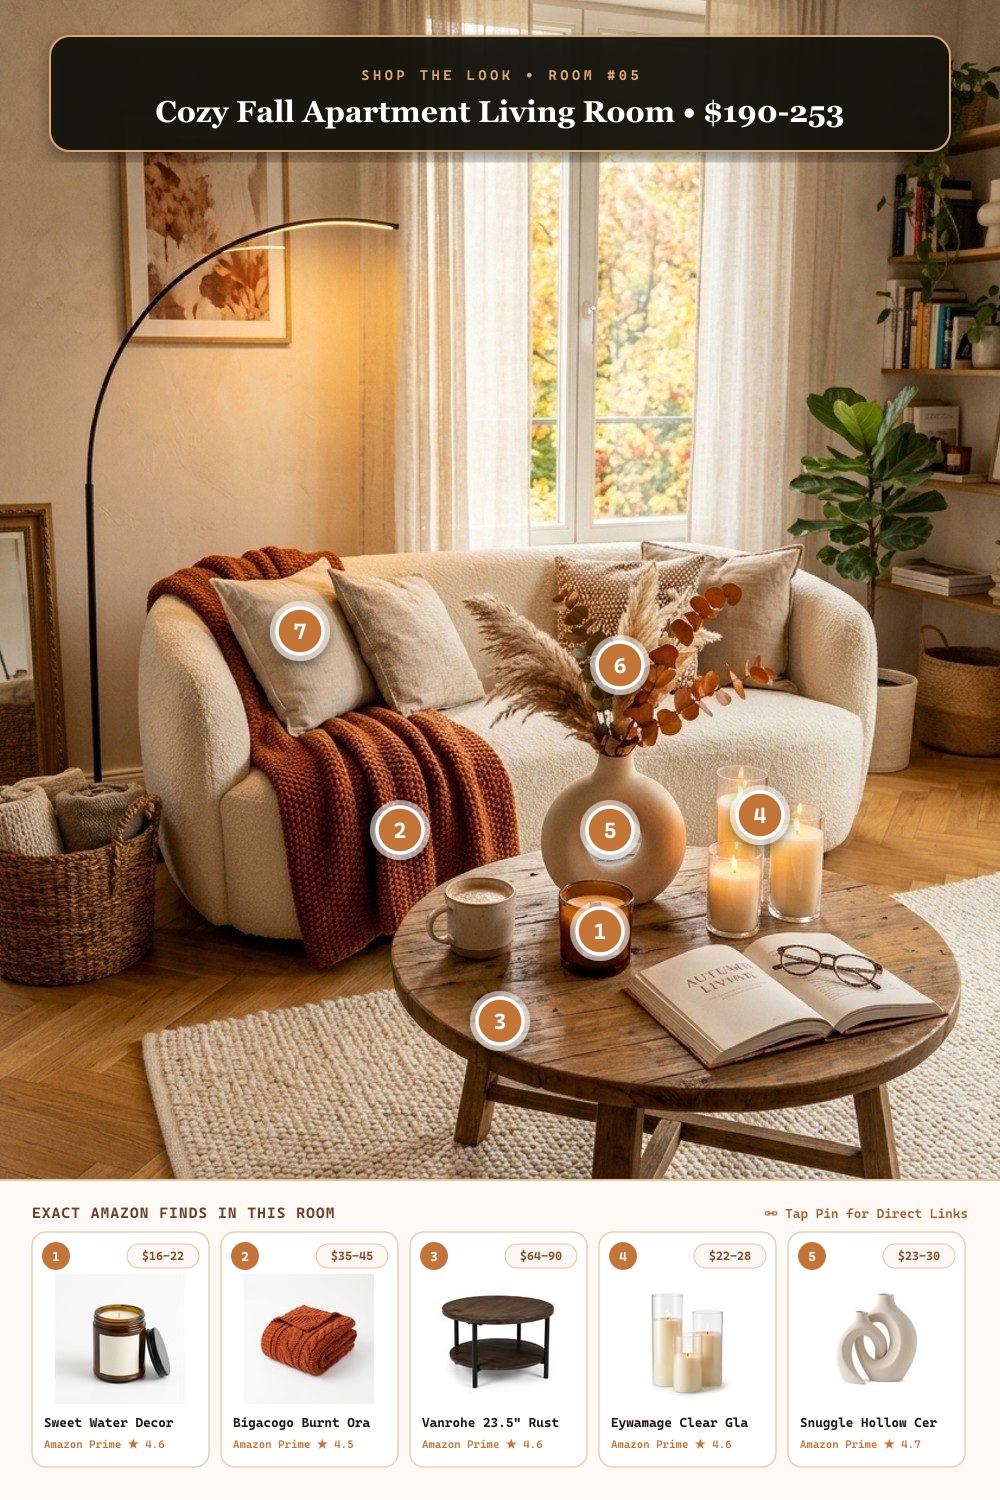 SHOP THE LOOK • ROOM #05
Cozy Fall Apartment Living Room • $190-253
7
6
2
5
4
1
AUTUMN
LIVING
3
EXACT AMAZON FINDS IN THIS ROOM
Tap Pin for Direct Links
1 $16-22
2 $35-45
3 $64-90
4 $22-28
5 $23-30
Sweet Water Decor
Bigacogo Burnt Ora
Vanrohe 23.5" Rust
Eywamage Clear Gla
Snuggle Hollow Cer
Amazon Prime ★ 4.6
Amazon Prime ★ 4.5
Amazon Prime ★ 4.6
Amazon Prime ★ 4.6
Amazon Prime ★ 4.7